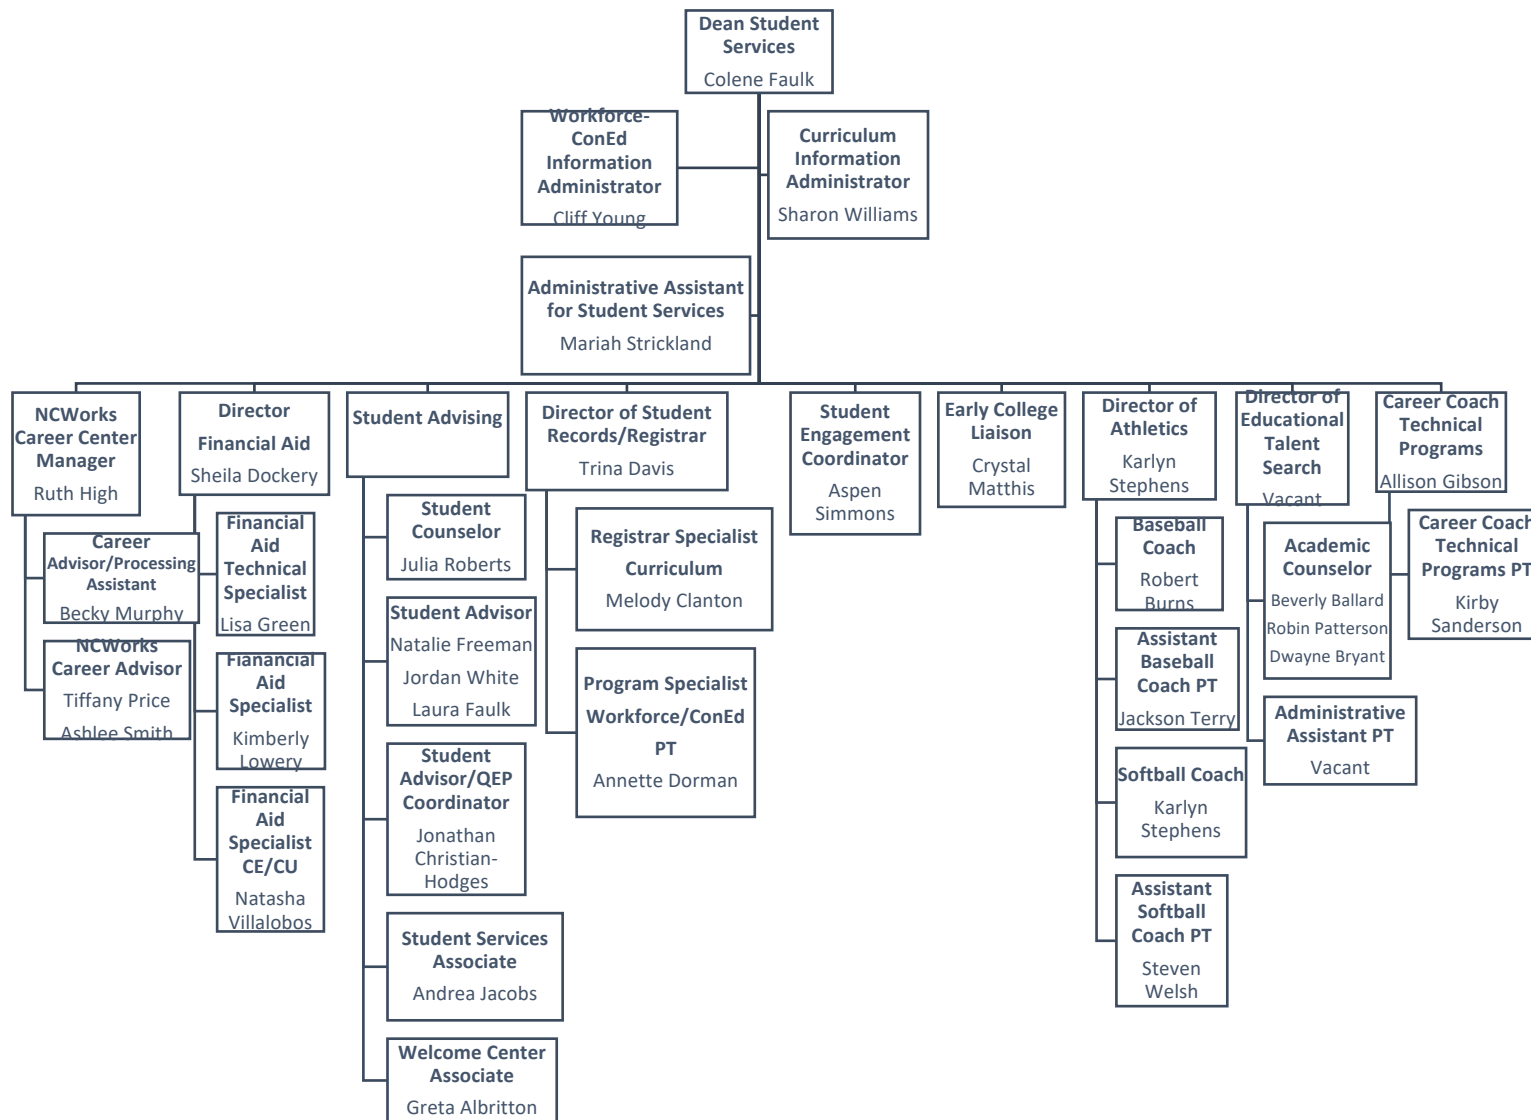 Dean Student
Services
Colene Faulk
Workforce-
ConEd
Information
Administrator
Cliff Young
Curriculum
Information
Administrator
Sharon Williams
Administrative Assistant
for Student Services
Mariah Strickland
NCWorks
Career Center
Manager
Ruth High
Career
Advisor/Processing
Assistant
Becky Murphy
NCWorks
Career Advisor
Tiffany Price
Ashlee Smith
Director
Financial Aid
Sheila Dockery
Financial
Aid
Technical
Specialist
Lisa Green
Fianancial
Aid
Specialist
Kimberly
Lowery
Financial
Aid
Specialist
CE/CU
Natasha
Villalobos
Student Advising
Student
Counselor
Julia Roberts
Student Advisor
Natalie Freeman
Jordan White
Laura Faulk
Student
Advisor/QEP
Coordinator
Jonathan
Christian-
Hodges
Student Services
Associate
Andrea Jacobs
Welcome Center
Associate
Greta Albritton
Director of Student
Records/Registrar
Trina Davis
Registrar Specialist
Curriculum
Melody Clanton
Program Specialist
Workforce/ConEd
PT
Annette Dorman
Student
Engagement
Coordinator
Aspen
Simmons
Early College
Liaison
Crystal
Matthis
Director of
Athletics
Karlyn
Stephens
Baseball
Coach
Robert
Burns
Assistant
Baseball
Coach PT
Jackson Terry
Softball Coach
Karlyn
Stephens
Assistant
Softball
Coach PT
Steven
Welsh
Director of
Educational
Talent
Search
Vacant
Academic
Counselor
Beverly Ballard
Robin Patterson
Dwayne Bryant
Administrative
Assistant PT
Vacant
Career Coach
Technical
Programs
Allison Gibson
Career Coach
Technical
Programs PT
Kirby
Sanderson